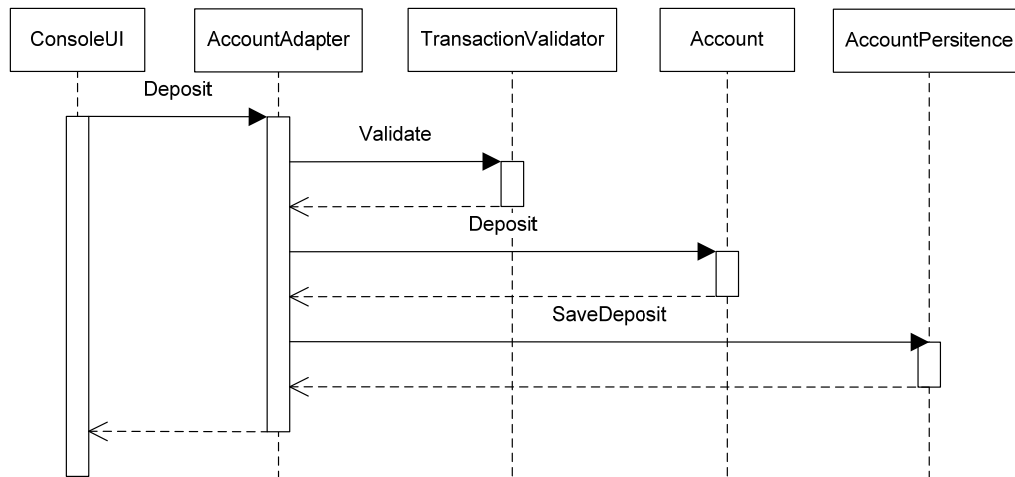 ConsoleUI
AccountAdapter
TransactionValidator
Account
AccountPersitence
Deposit
Validate
Deposit
SaveDeposit